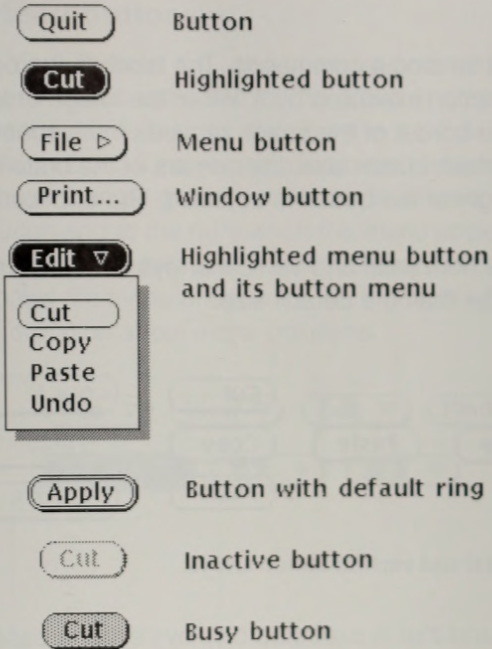 Quit Button
Cut Highlighted button
File ▷ Menu button
Print... Window button
Edit ▽ Highlighted menu button
and its button menu
Cut
Copy
Paste
Undo
Apply Button with default ring
Cut Inactive button
Cut Busy button